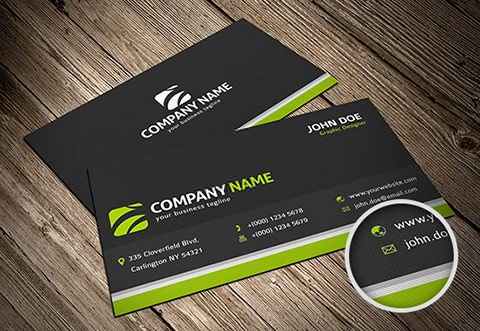 COMPANY NAME
your business tagline
JOHN DOE
Graphic Designer
COMPANY NAME
your business tagline
335 Cloverfield Blvd,
Carlington NY 54321
+(000) 1234 5678
+(000) 1234 5679
www.yourwebsite.com
john.doe@email.com
www.y
john.doe